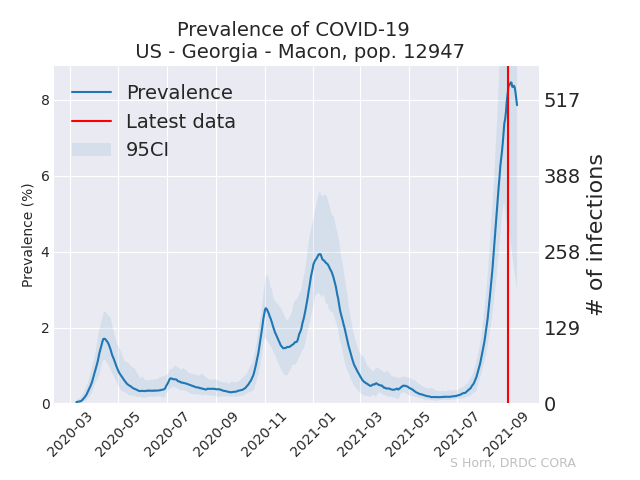 Prevalence of COVID-19
US - Georgia - Macon, pop. 12947
Prevalence
Latest data
95CI
Prevalence (%)
8
6
4
2
0
517
388
258
129
0
# of infections
2020-03
2020-05
2020-07
2020-09
2020-11
2021-01
2021-03
2021-05
2021-07
2021-09
S Horn, DRDC CORA